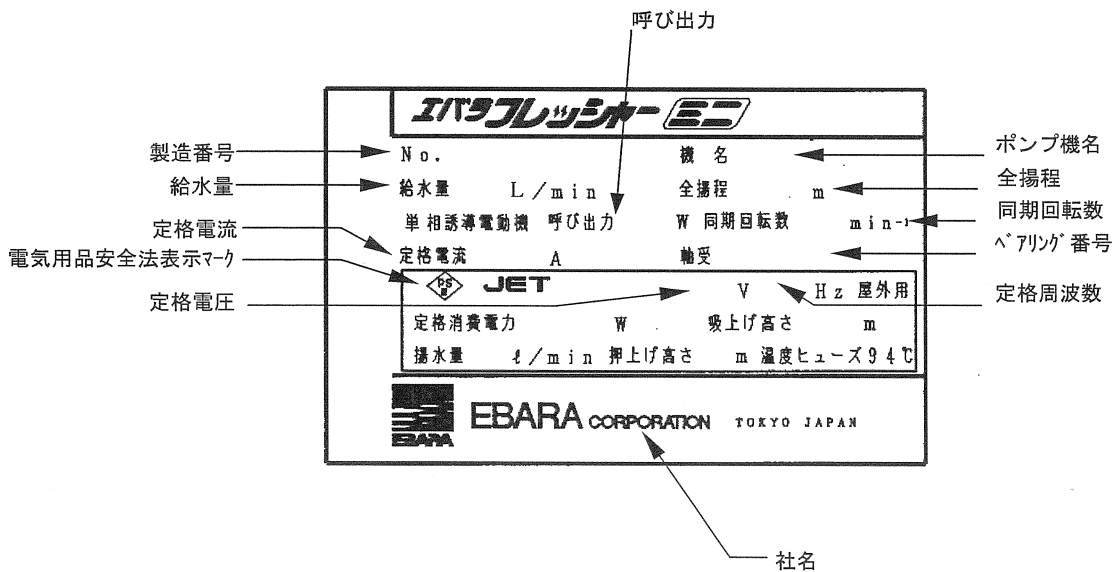 呼び出力
エバラフレッシャーミニ
製造番号 No. 機 名 ポンプ機名
給水量 給水量 L/min 全揚程 m 全揚程
単相誘導電動機 呼び出力 W 同期回転数 min-1 同期回転数
定格電流 定格電流 A 軸受 ベアリング番号
電気用品安全法表示マーク PS E JET V Hz 屋外用
定格電圧 定格周波数
定格消費電力 W 吸上げ高さ m
揚水量 ℓ/min 押上げ高さ m 温度ヒューズ94℃
EBARA EBARA CORPORATION TOKYO JAPAN
社名